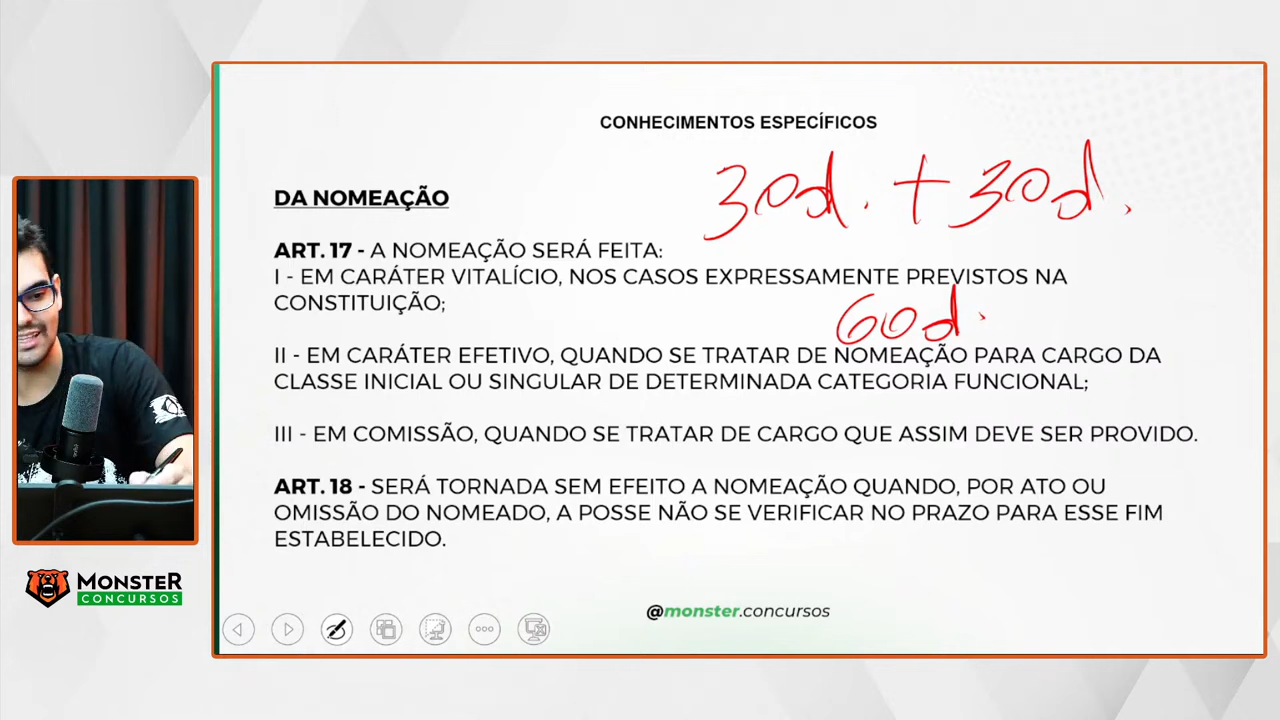 CONHECIMENTOS ESPECÍFICOS
30d. + 30d.
DA NOMEAÇÃO
ART. 17 - A NOMEAÇÃO SERÁ FEITA:
I - EM CARÁTER VITALÍCIO, NOS CASOS EXPRESSAMENTE PREVISTOS NA
CONSTITUIÇÃO;
60d.
II - EM CARÁTER EFETIVO, QUANDO SE TRATAR DE NOMEAÇÃO PARA CARGO DA
CLASSE INICIAL OU SINGULAR DE DETERMINADA CATEGORIA FUNCIONAL;
III - EM COMISSÃO, QUANDO SE TRATAR DE CARGO QUE ASSIM DEVE SER PROVIDO.
ART. 18 - SERÁ TORNADA SEM EFEITO A NOMEAÇÃO QUANDO, POR ATO OU
OMISSÃO DO NOMEADO, A POSSE NÃO SE VERIFICAR NO PRAZO PARA ESSE FIM
ESTABELECIDO.
MONSTER
CONCURSOS
@monster.concursos